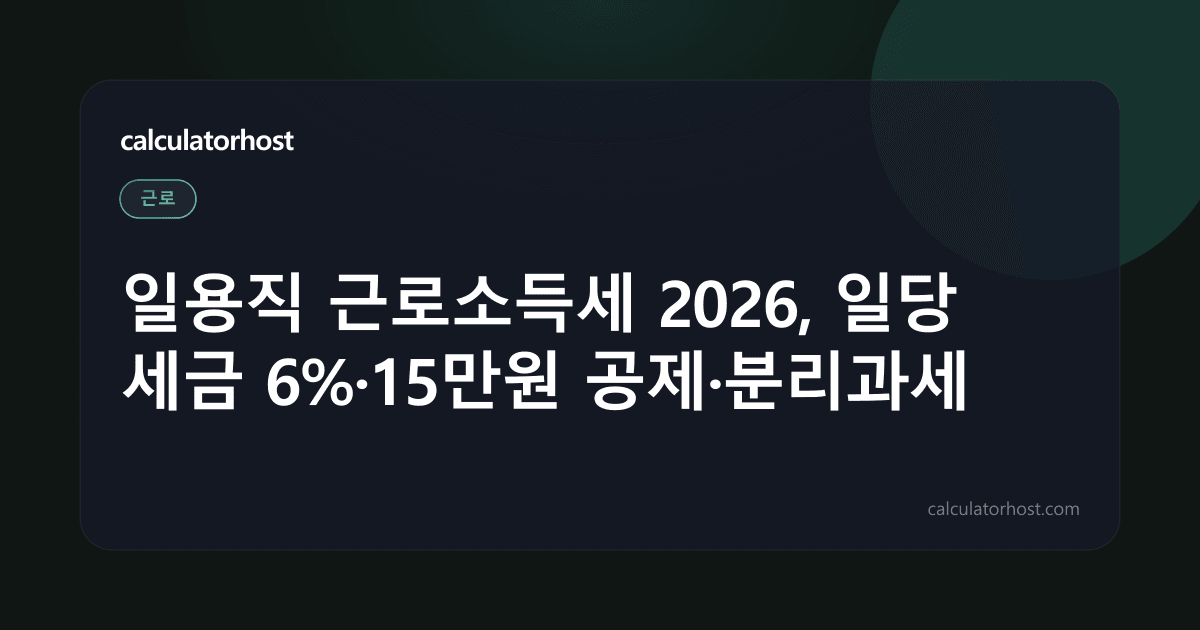 calculatorhost
근로
일용직 근로소득세 2026, 일당
세금 6%·15만원 공제·분리과세
calculatorhost.com